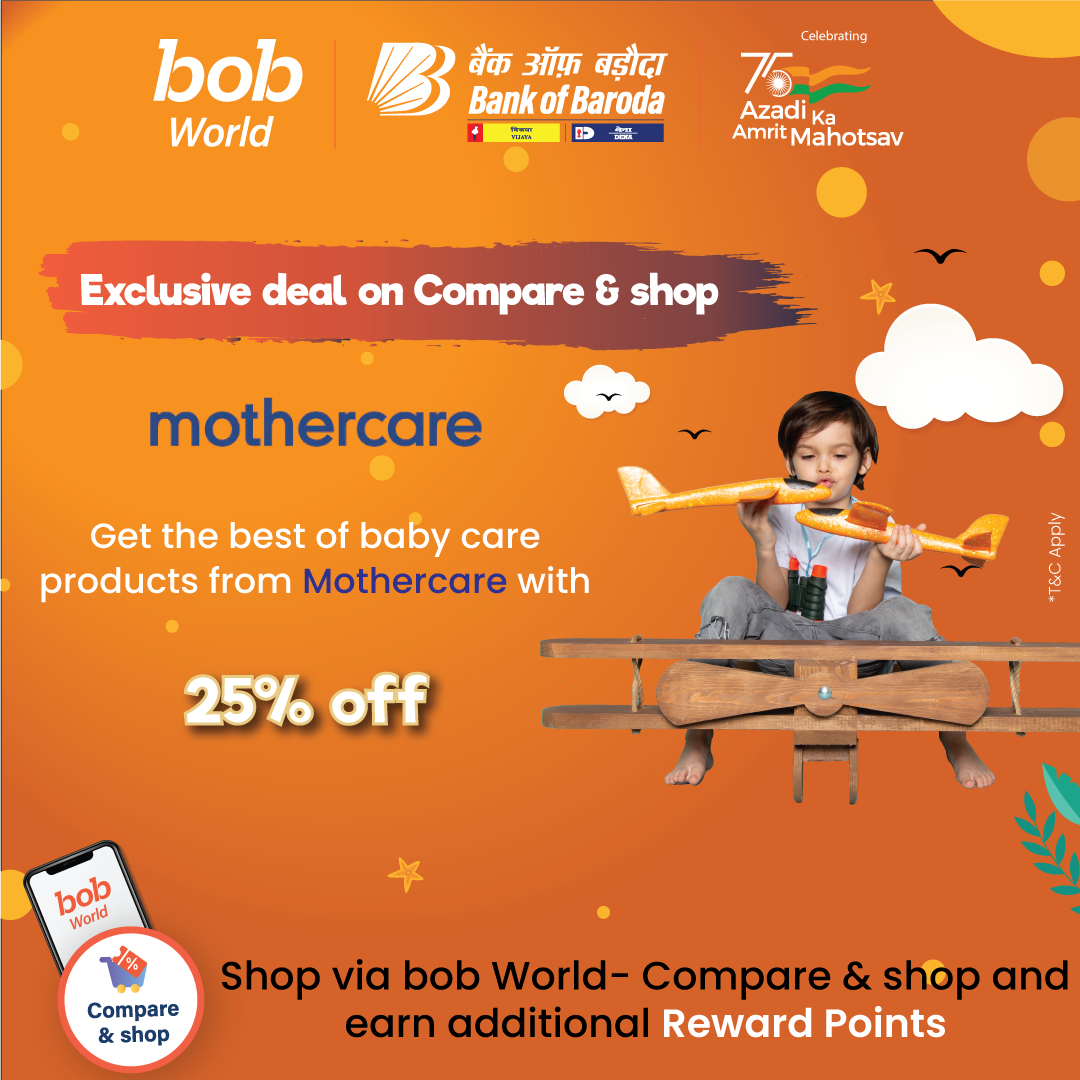 bob
World
बैंक ऑफ़ बड़ौदा
Bank of Baroda
विजया
VIJAYA
देना
DENA
Celebrating
75
Azadi Ka
Amrit Mahotsav
Exclusive deal on Compare & shop
mothercare
Get the best of baby care
products from Mothercare with
25% off
*T&C Apply
bob
World
%
Compare
& shop
Shop via bob World- Compare & shop and
earn additional Reward Points